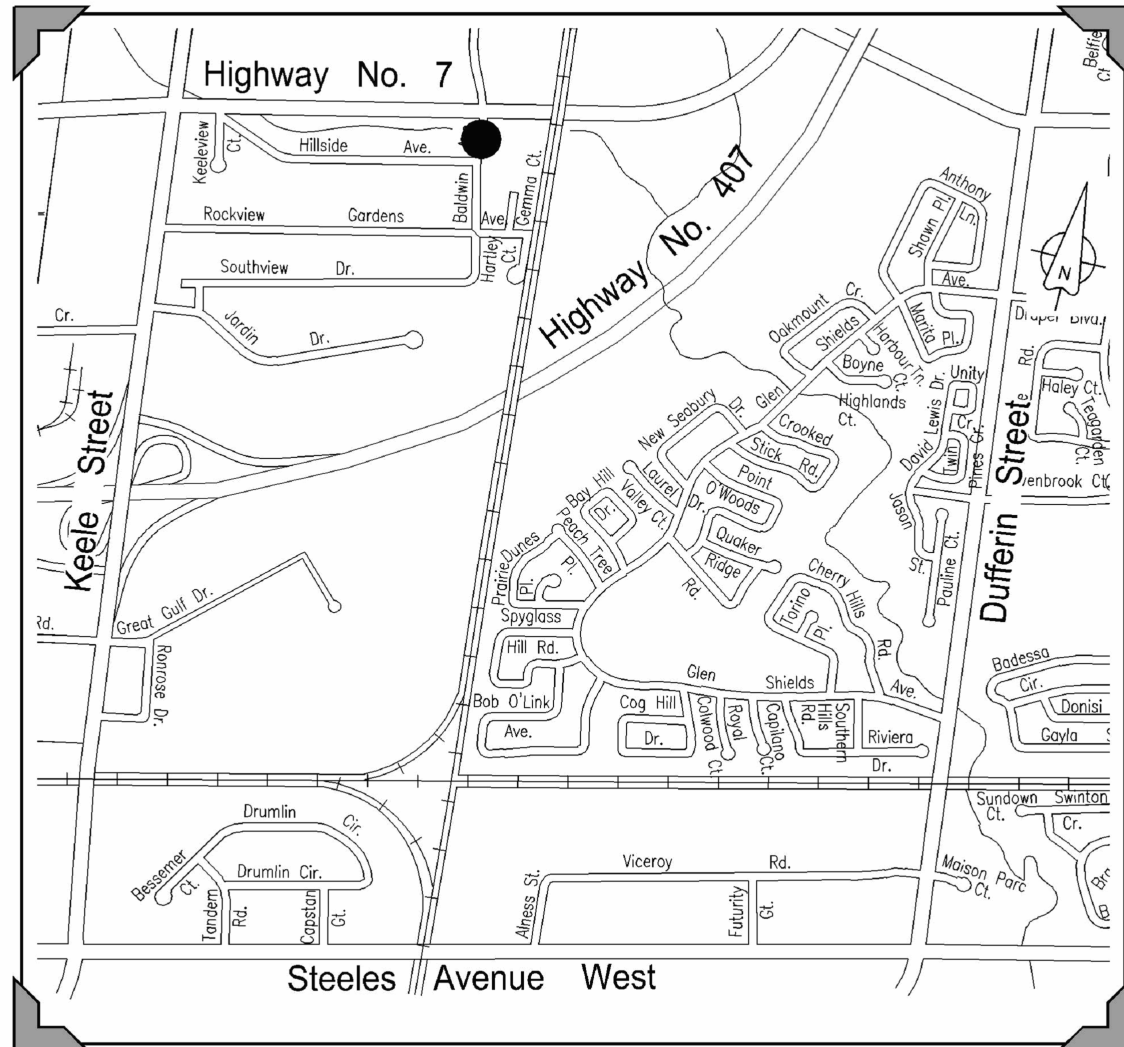 Belfie
Ct.
Highway No. 7
Keeleview
Ct.
Hillside Ave.
Baldwin
Ave.
Gemma Ct.
Rockview Gardens
Hartley
Ct.
Southview Dr.
Jardin Dr.
Cr.
Highway No. 407
Anthony
Ln.
Shawn Pl.
Ave.
N
Oakmount Cr.
Glen Shields
Marita Pl.
Harbour Tn.
Boyne
Ct.
Highlands
Ct.
Draper Blvd.
Rd.
Haley Ct.
Teagarden
Ct.
Unity
Cr.
David Lewis Dr.
Twin
Pines Cr.
venbrook Ct.
Jason
St.
Pauline Ct.
Keele Street
Dufferin Street
New Seabury Dr.
Crooked
Stick Rd.
Point
O'Woods
Dr.
Laurel
Valley Ct.
Bay Hill
Dr.
Peach Tree
Pl.
Prairie Dunes
Pl.
Quaker
Ridge
Rd.
Spyglass
Hill Rd.
Cherry Hills
Rd.
Torino
Pl.
Rd.
Great Gulf Dr.
Ronrose Dr.
Glen Shields Ave.
Bob O'Link
Ave.
Cog Hill
Dr.
Colwood
Ct.
Royal
Capilano
Ct.
Southern
Hills
Rd.
Riviera
Dr.
Badessa
Cir.
Donisi
Gayla S
Sundown
Ct.
Swinton
Cr.
Drumlin Cir.
Bessemer
Ct.
Drumlin Cir.
Tandem
Rd.
Capstan
Gt.
Viceroy Rd.
Alness St.
Futurity
Gt.
Maison Parc
Ct.
Bro
Steeles Avenue West